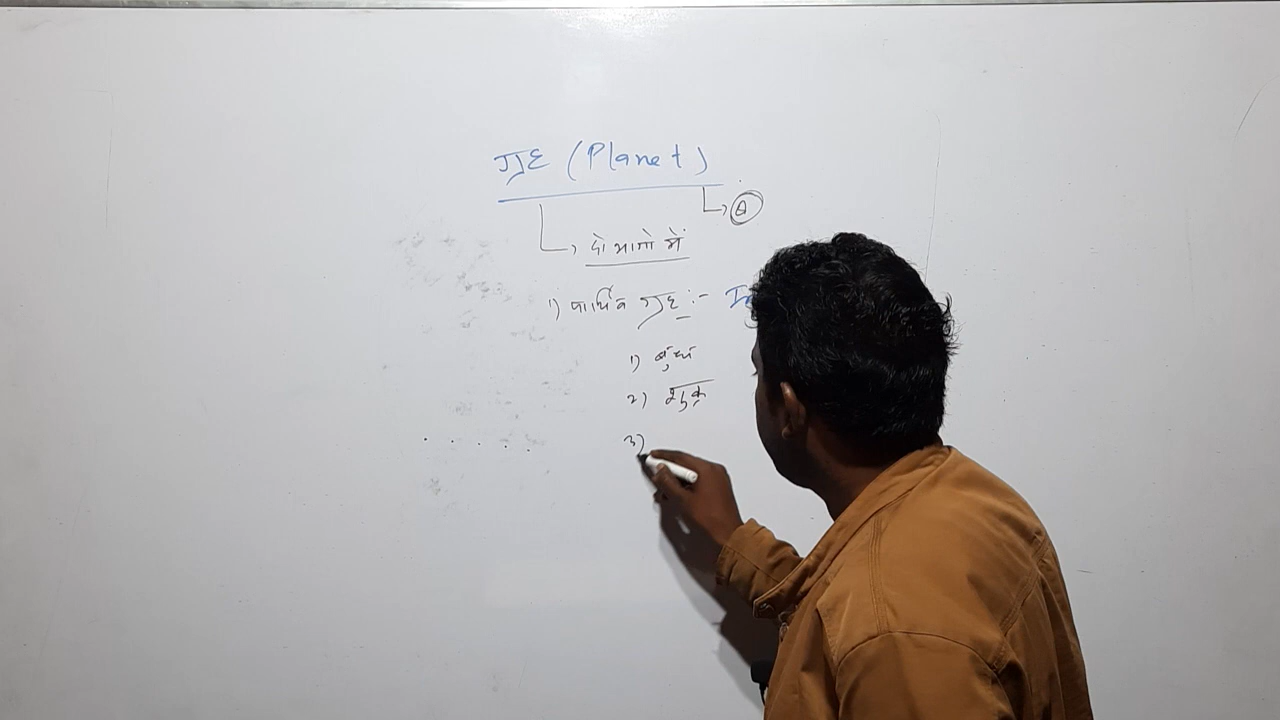 ग्रह (Planet)
→ ⑧
→ दो भागो में
1) पार्थिव ग्रह :-
1) बुध
2) शुक्र
3)